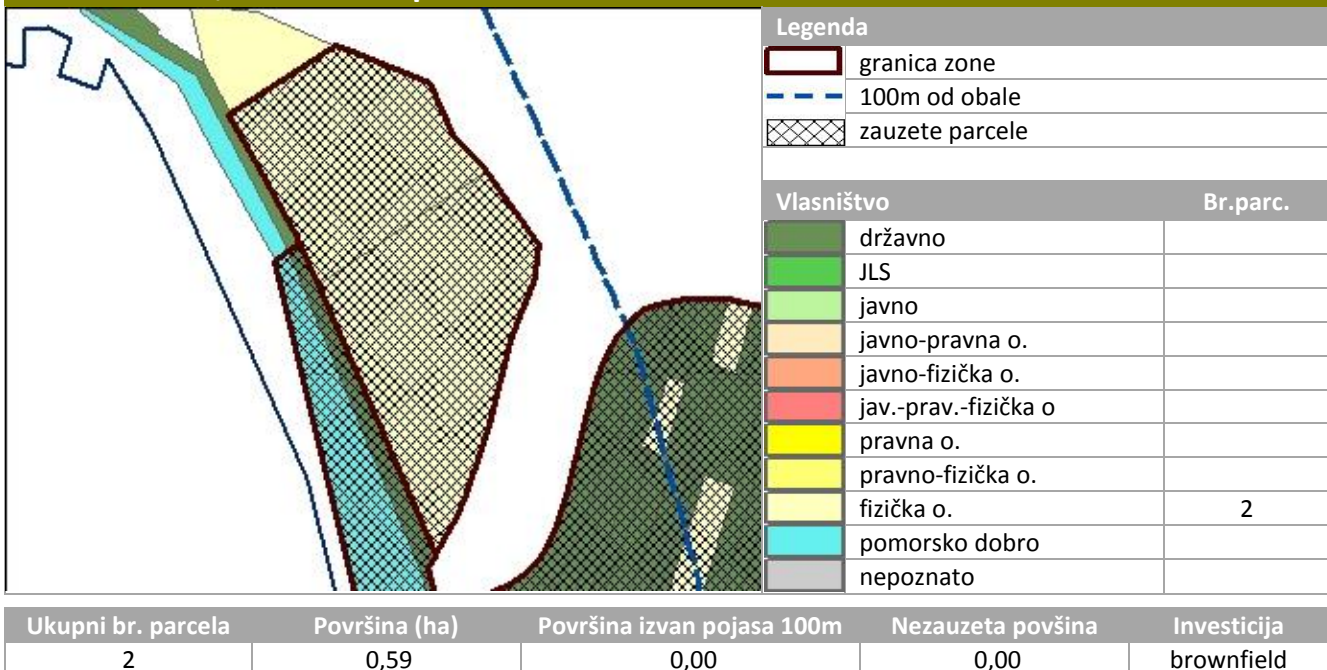 Legenda
granica zone
100m od obale
zauzete parcele
Vlasništvo Br.parc.
državno
JLS
javno
javno-pravna o.
javno-fizička o.
jav.-prav.-fizička o
pravna o.
pravno-fizička o.
fizička o. 2
pomorsko dobro
nepoznato
Ukupni br. parcela Površina (ha) Površina izvan pojasa 100m Nezauzeta povšina Investicija
2 0,59 0,00 0,00 brownfield